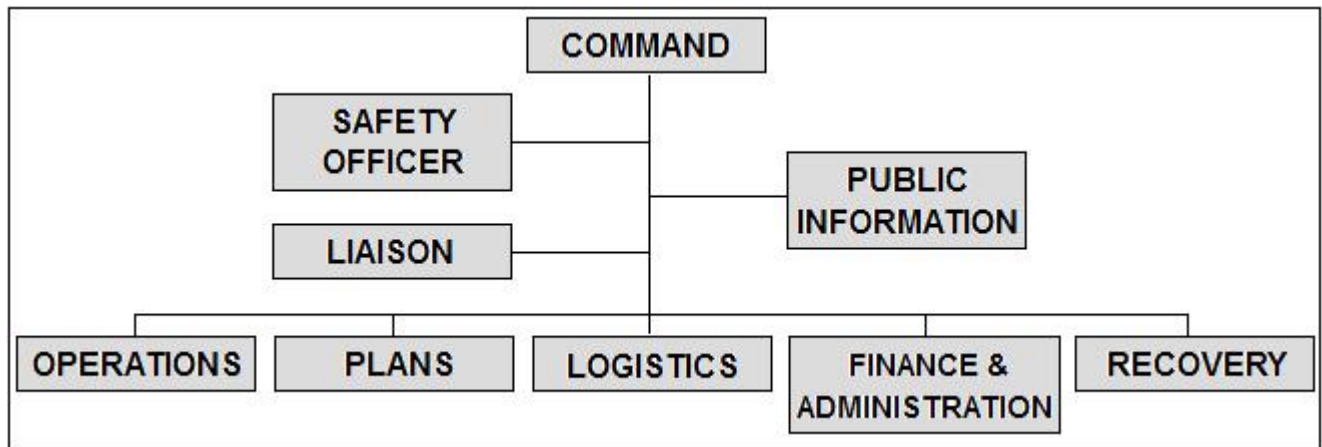 COMMAND
SAFETY
OFFICER
PUBLIC
INFORMATION
LIAISON
OPERATIONS
PLANS
LOGISTICS
FINANCE &
ADMINISTRATION
RECOVERY